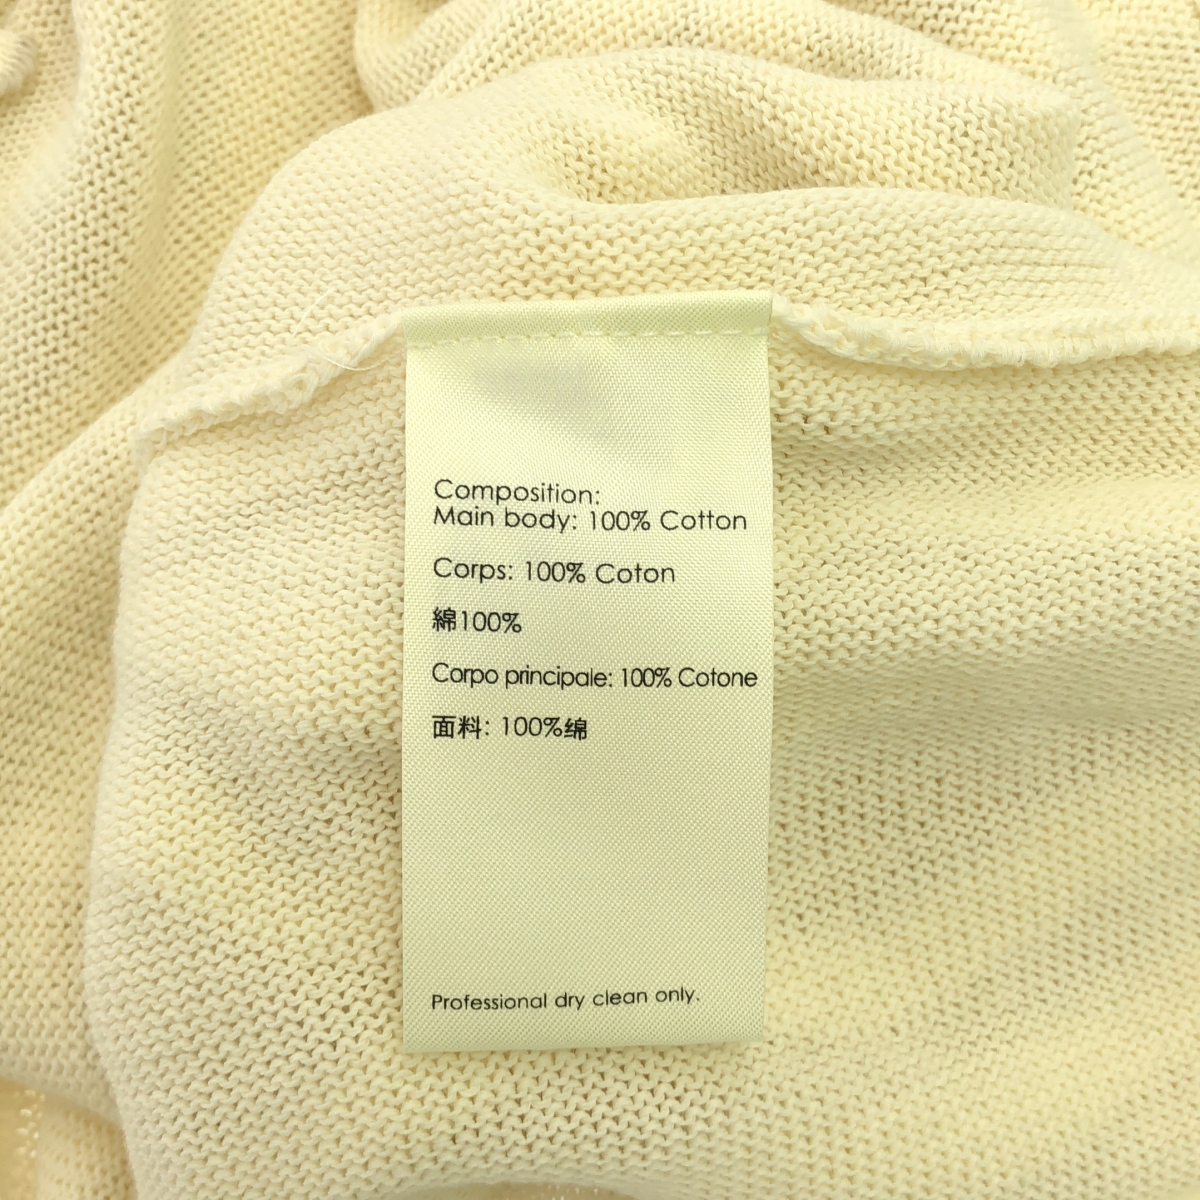 Composition:
Main body: 100% Cotton
Corps: 100% Coton
綿100%
Corpo principale: 100% Cotone
面料: 100%绵
Professional dry clean only.